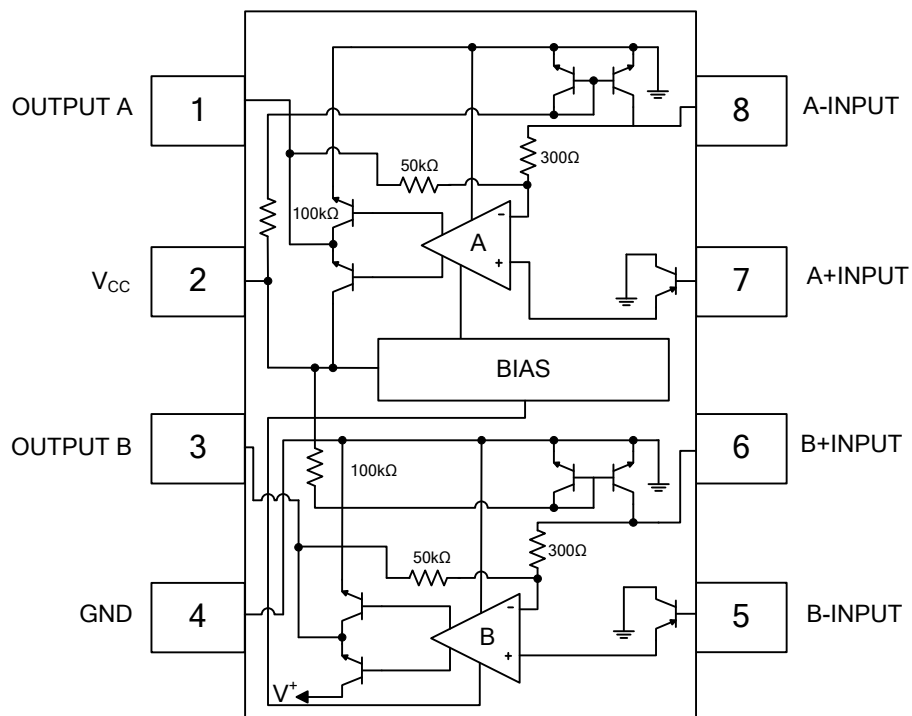 OUTPUT A
1
8
A-INPUT
50kΩ
300Ω
100kΩ
-
A
+
VCC
2
7
A+INPUT
BIAS
OUTPUT B
3
6
B+INPUT
100kΩ
50kΩ
300Ω
GND
4
5
B-INPUT
-
B
+
V+